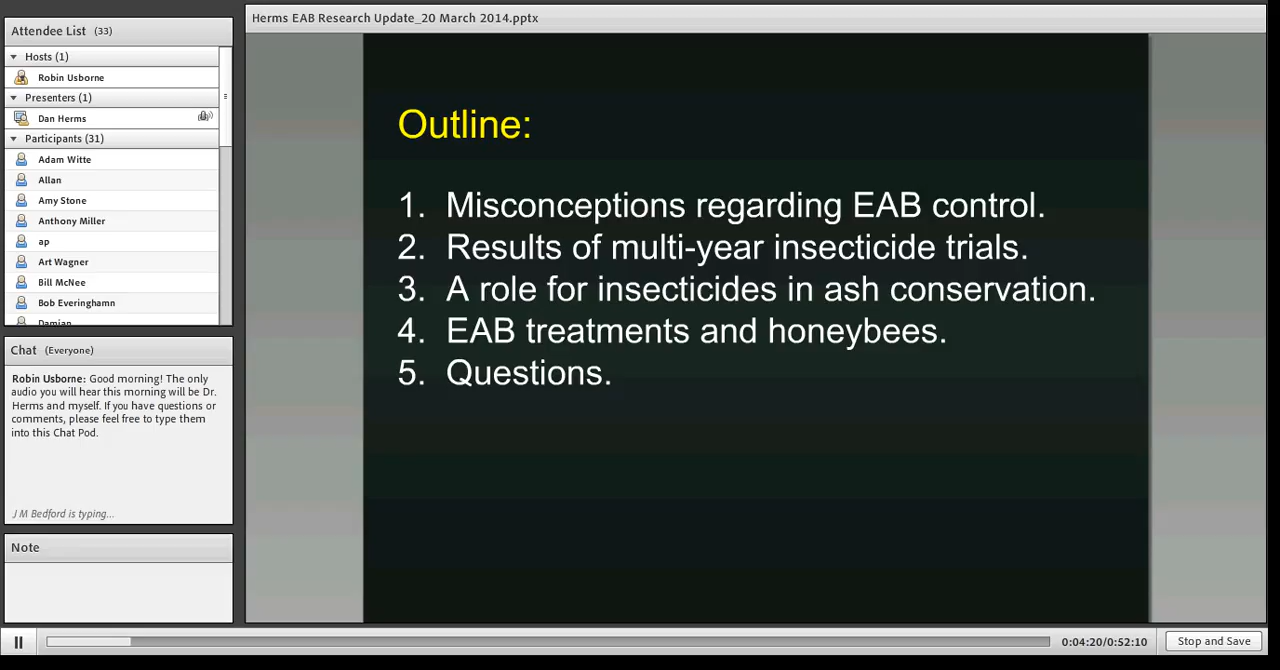 Attendee List (33)
Hosts (1)
Robin Usborne
Presenters (1)
Dan Herms
Participants (31)
Adam Witte
Allan
Amy Stone
Anthony Miller
ap
Art Wagner
Bill McNee
Bob Everinghamn
Damian
Chat (Everyone)
Robin Usborne: Good morning! The only
audio you will hear this morning will be Dr.
Herms and myself. If you have questions or
comments, please feel free to type them
into this Chat Pod.
J M Bedford is typing...
Note
Herms EAB Research Update_20 March 2014.pptx
Outline:
1. Misconceptions regarding EAB control.
2. Results of multi-year insecticide trials.
3. A role for insecticides in ash conservation.
4. EAB treatments and honeybees.
5. Questions.
0:04:20/0:52:10
Stop and Save